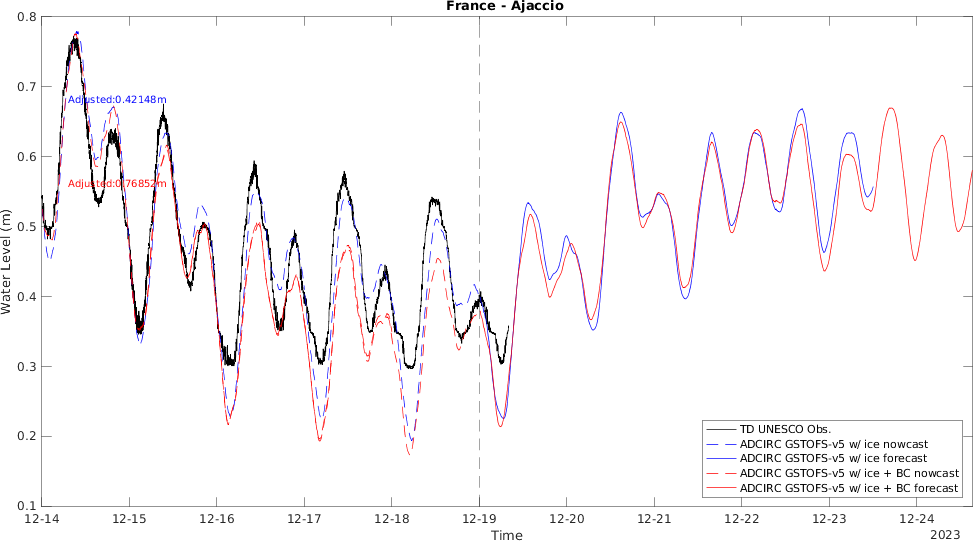 France - Ajaccio
0.8
0.7
0.6
0.5
0.4
0.3
0.2
0.1
Water Level (m)
Adjusted:0.42148m
Adjusted:0.76852m
TD UNESCO Obs.
ADCIRC GSTOFS-v5 w/ ice nowcast
ADCIRC GSTOFS-v5 w/ ice forecast
ADCIRC GSTOFS-v5 w/ ice + BC nowcast
ADCIRC GSTOFS-v5 w/ ice + BC forecast
12-14 12-15 12-16 12-17 12-18 12-19 12-20 12-21 12-22 12-23 12-24
Time
2023